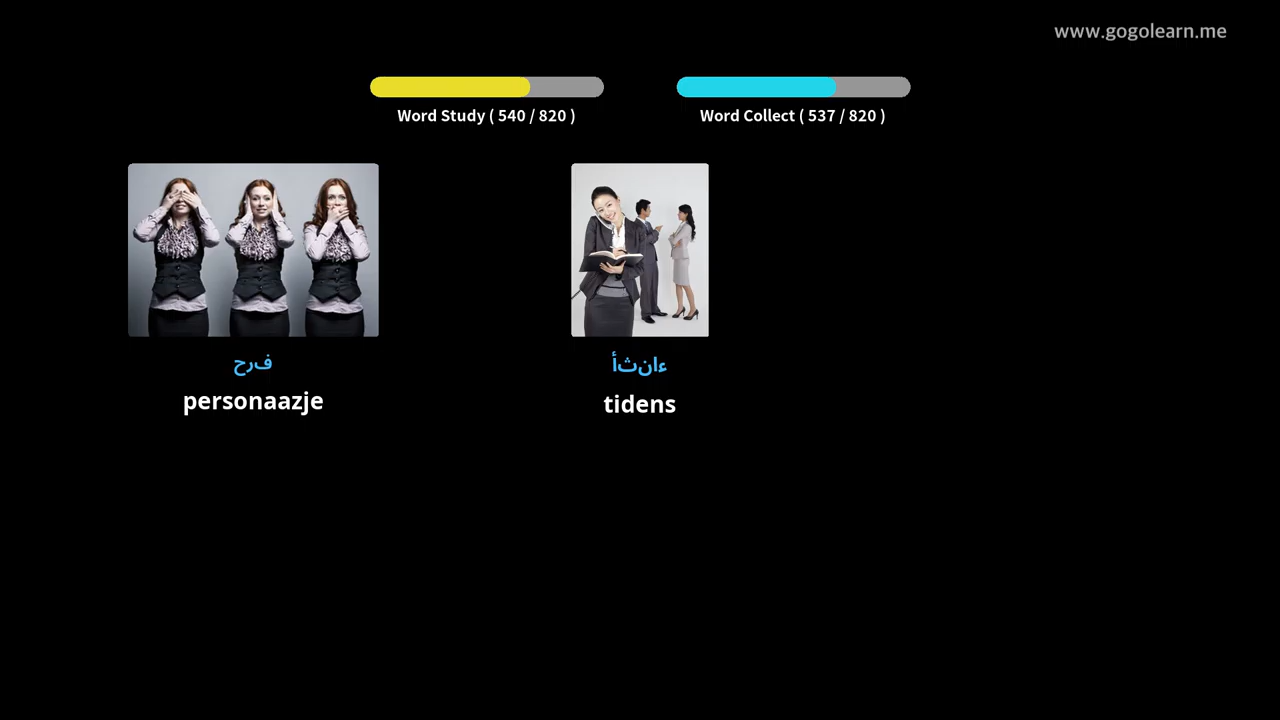 www.gogolearn.me
Word Study ( 540 / 820 )
Word Collect ( 537 / 820 )
فرح
personaazje
ءانثأ
tidens